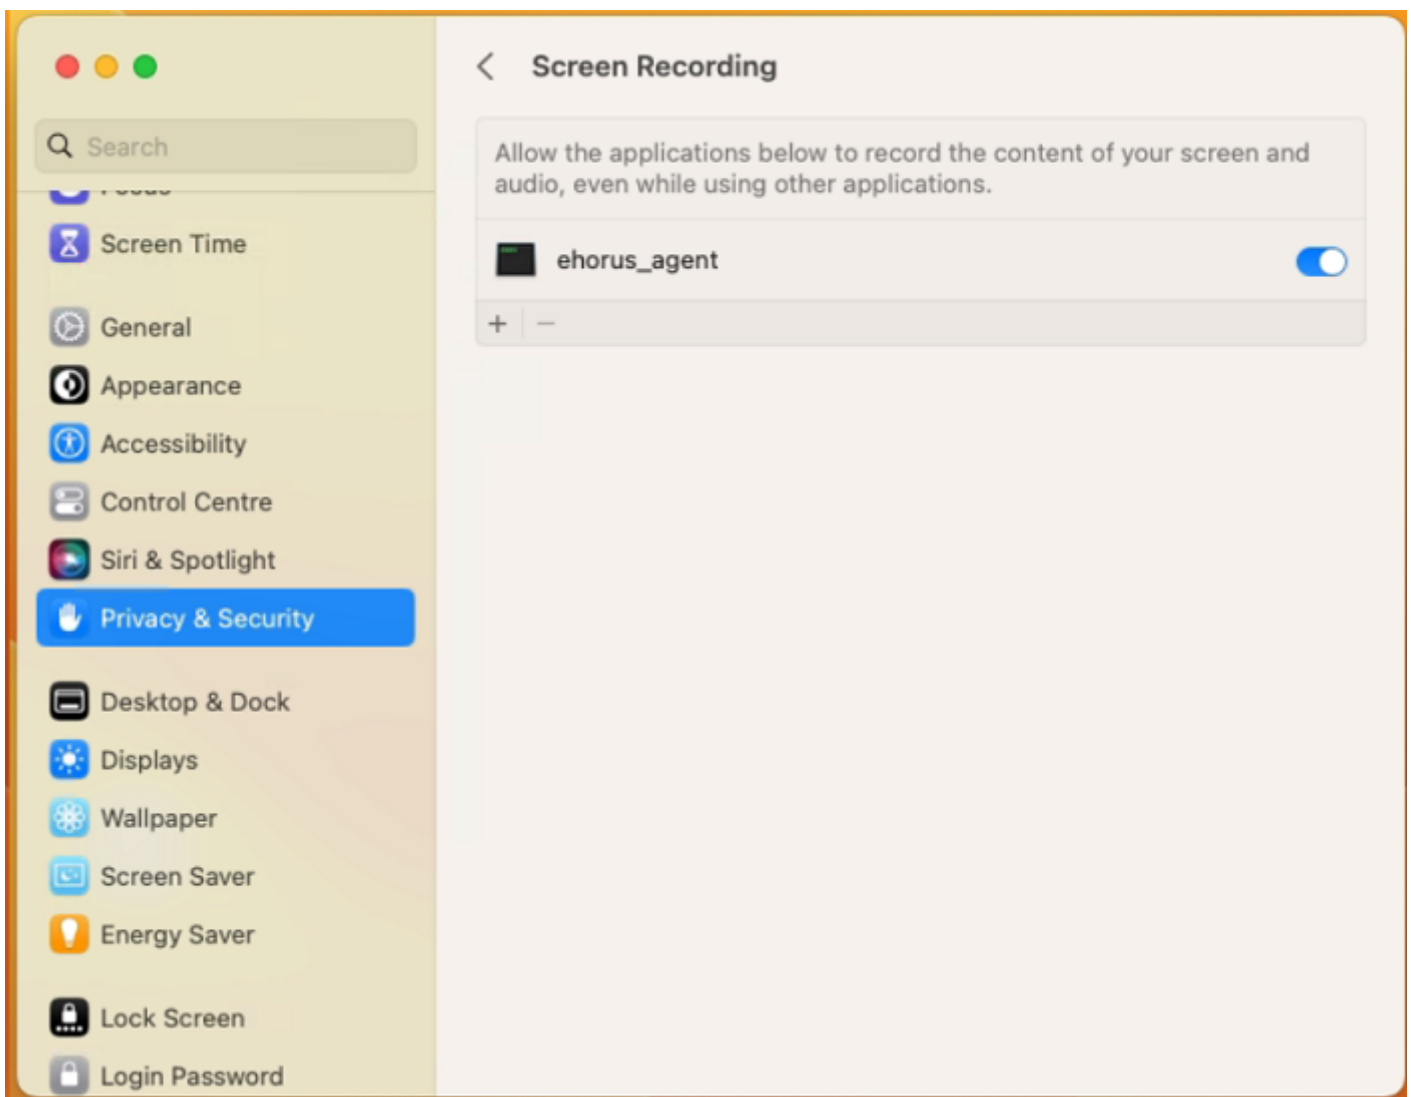 Screen Recording
Search
Allow the applications below to record the content of your screen and
audio, even while using other applications.
ehorus_agent
Focus
Screen Time
General
Appearance
Accessibility
Control Centre
Siri & Spotlight
Privacy & Security
Desktop & Dock
Displays
Wallpaper
Screen Saver
Energy Saver
Lock Screen
Login Password